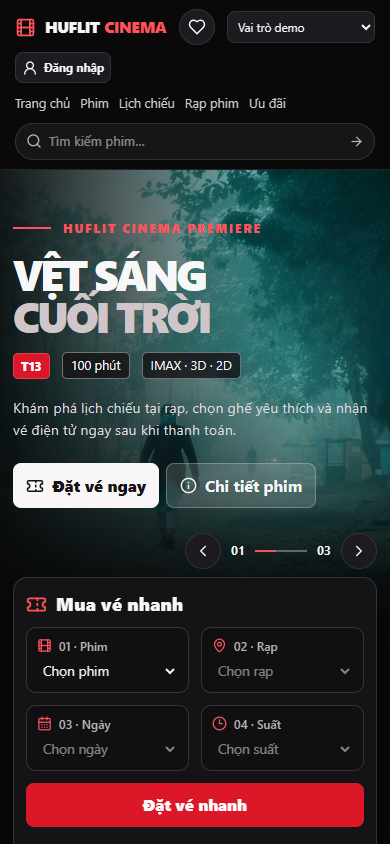 HUFLIT CINEMA
Vai trò demo
Đăng nhập
Trang chủ Phim Lịch chiếu Rạp phim Ưu đãi
Tìm kiếm phim...
HUFLIT CINEMA PREMIERE
VỆT SÁNG
CUỐI TRỜI
T13 100 phút IMAX · 3D · 2D
Khám phá lịch chiếu tại rạp, chọn ghế yêu thích và nhận
vé điện tử ngay sau khi thanh toán.
Đặt vé ngay Chi tiết phim
01 03
Mua vé nhanh
01 · Phim
Chọn phim
02 · Rạp
Chọn rạp
03 · Ngày
Chọn ngày
04 · Suất
Chọn suất
Đặt vé nhanh